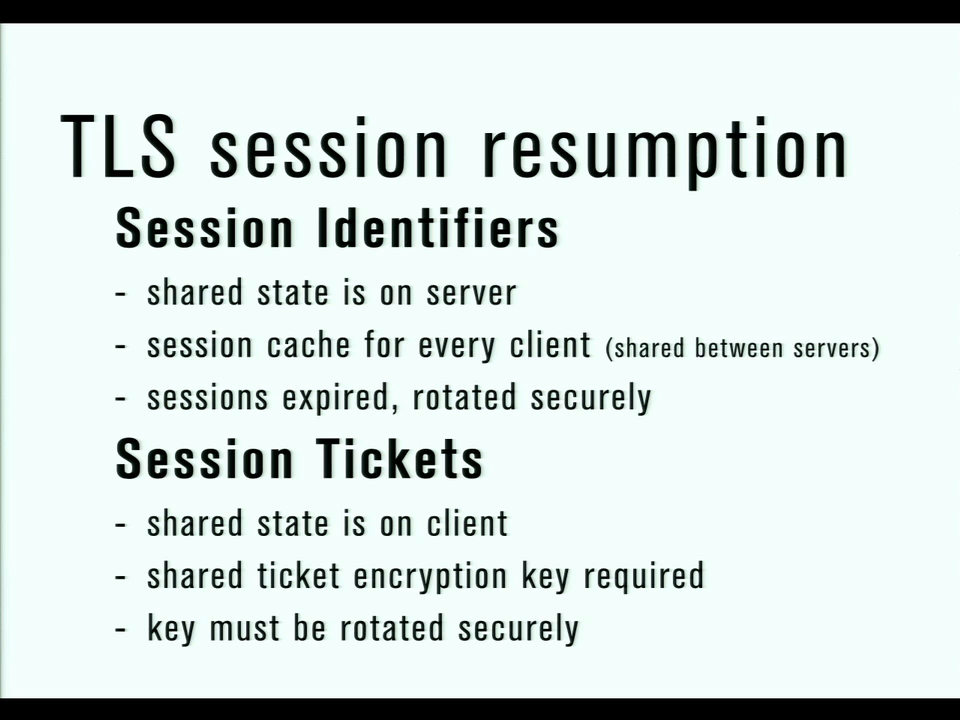 TLS session resumption
Session Identifiers
- shared state is on server
- session cache for every client (shared between servers)
- sessions expired, rotated securely
Session Tickets
- shared state is on client
- shared ticket encryption key required
- key must be rotated securely